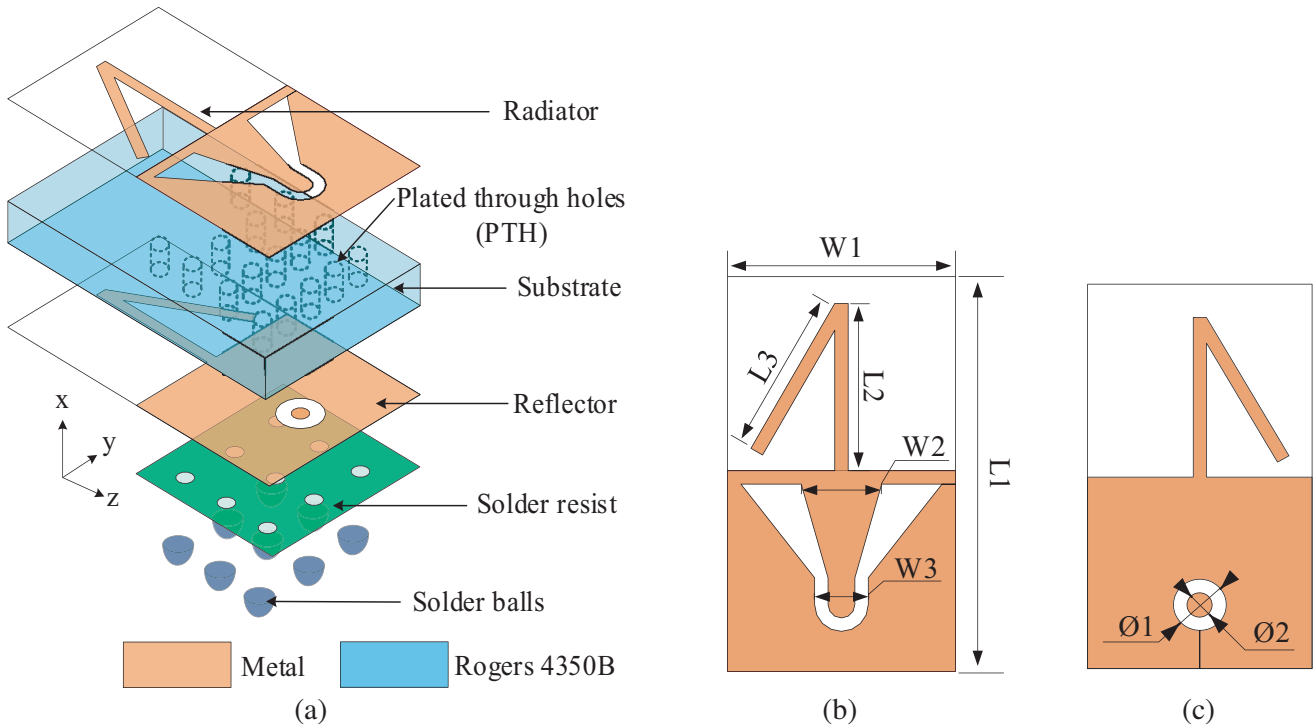 Radiator
Plated through holes
(PTH)
Substrate
x
y
z
Reflector
Solder resist
Solder balls
Metal
Rogers 4350B
(a)
W1
L3
L2
W2
L1
W3
(b)
Ø1
Ø2
(c)